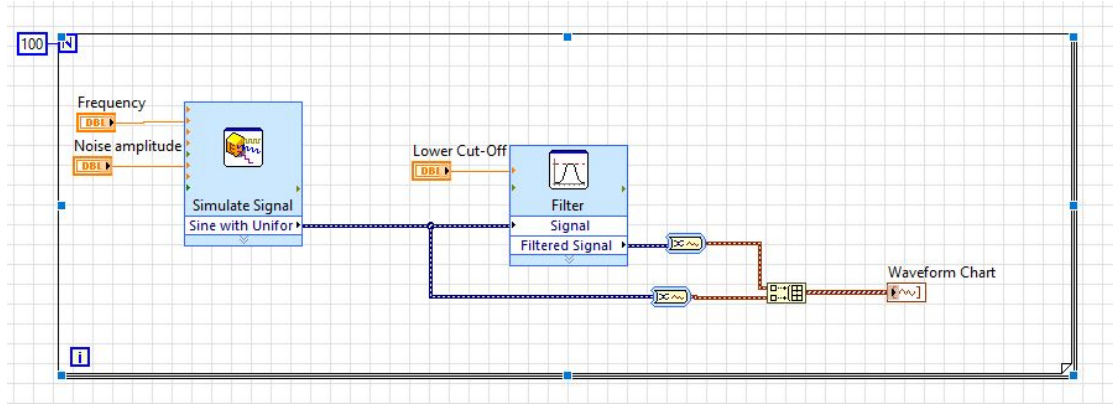 100
N
Frequency
DBL
Noise amplitude
DBL
Simulate Signal
Sine with Unifor
Lower Cut-Off
DBL
Filter
Signal
Filtered Signal
Waveform Chart
i